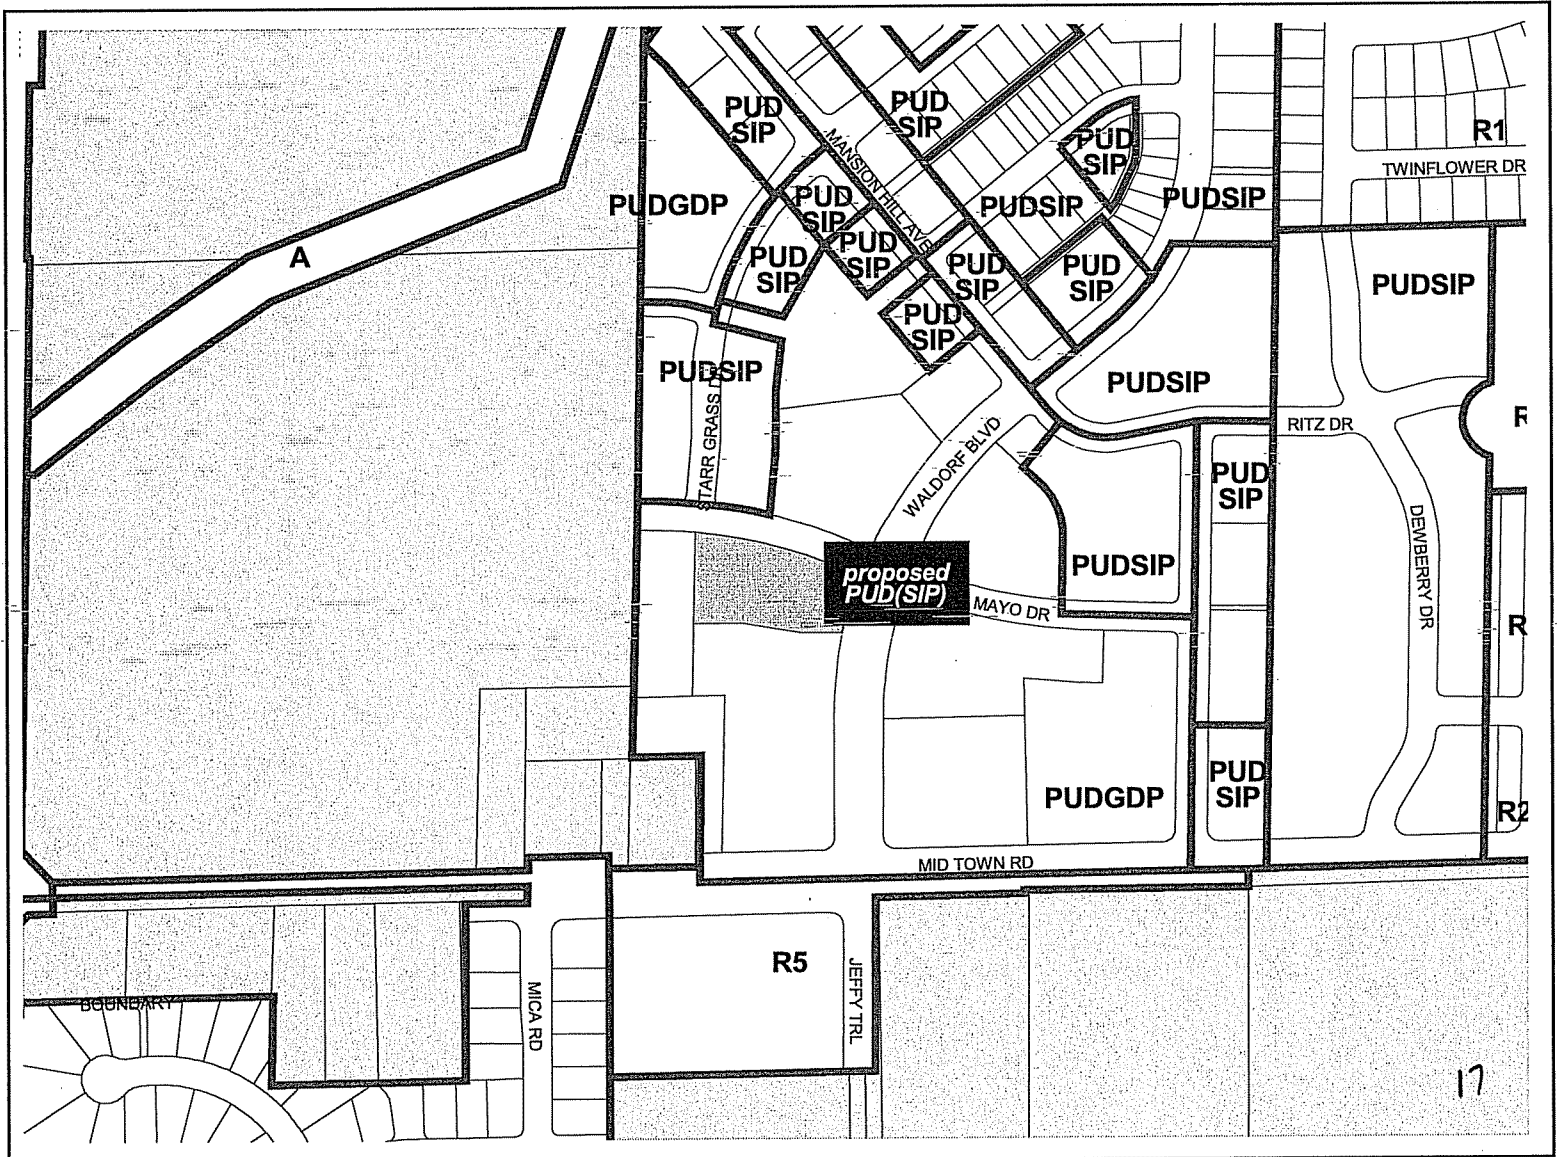 PUD
SIP
PUD
SIP
PUD
SIP
R1
TWINFLOWER DR
MANSION HILL AVE
PUDGDP
PUD
SIP
PUDSIP
PUDSIP
A
PUD
SIP
PUD
SIP
PUD
SIP
PUD
SIP
PUDSIP
PUD
SIP
PUDSIP
STARR GRASS DR
PUDSIP
RITZ DR
R
WALDORF BLVD
PUD
SIP
DEWBERRY DR
proposed
PUD(SIP)
PUDSIP
MAYO DR
R
PUDGDP
PUD
SIP
R2
MID TOWN RD
R5
JEFFY TRL
MICA RD
BOUNDARY
17